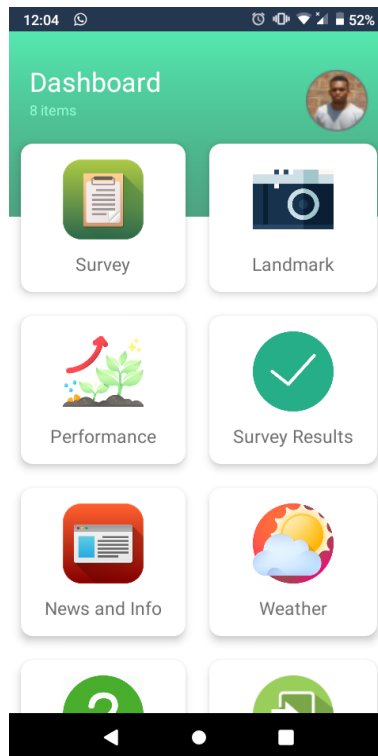 12:04
52%
Dashboard
8 items
Survey
Landmark
Performance
Survey Results
News and Info
Weather
?